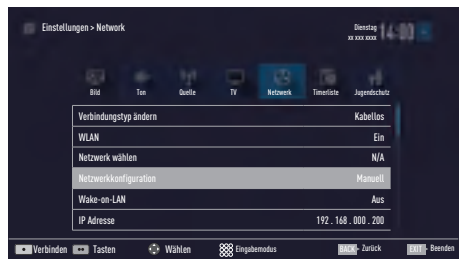 Einstellungen > Network
Dienstag
xx xxx xxxx
14:00
Bild Ton Quelle TV Netzwerk Timerliste Jugendschutz
Verbindungstyp ändern Kabellos
WLAN Ein
Netzwerk wählen N/A
Netzwerkkonfiguration Manuell
Wake-on-LAN Aus
IP Adresse 192 . 168 . 000 . 200
Verbinden Tasten Wählen Eingabemodus BACK - Zurück EXIT - Beenden